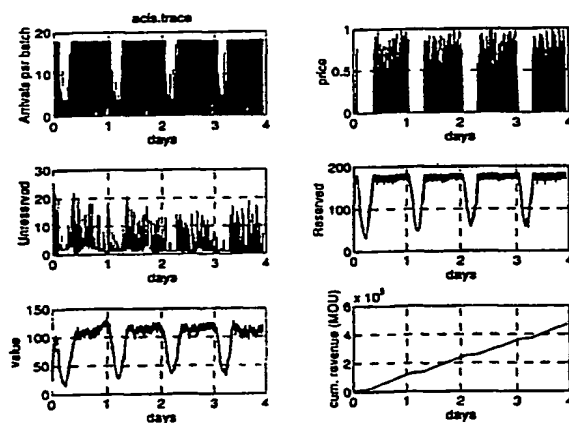 acis.trace
Arrivals per batch
20
10
0
0 1 2 3 4
days
price
1
0.5
0
0 1 2 3 4
days
Unreserved
30
20
10
0
0 1 2 3 4
days
Reserved
200
100
0
0 1 2 3 4
days
value
150
100
50
0
0 1 2 3 4
days
cum. revenue (MOU)
x 10
6
4
2
0
0 1 2 3 4
days